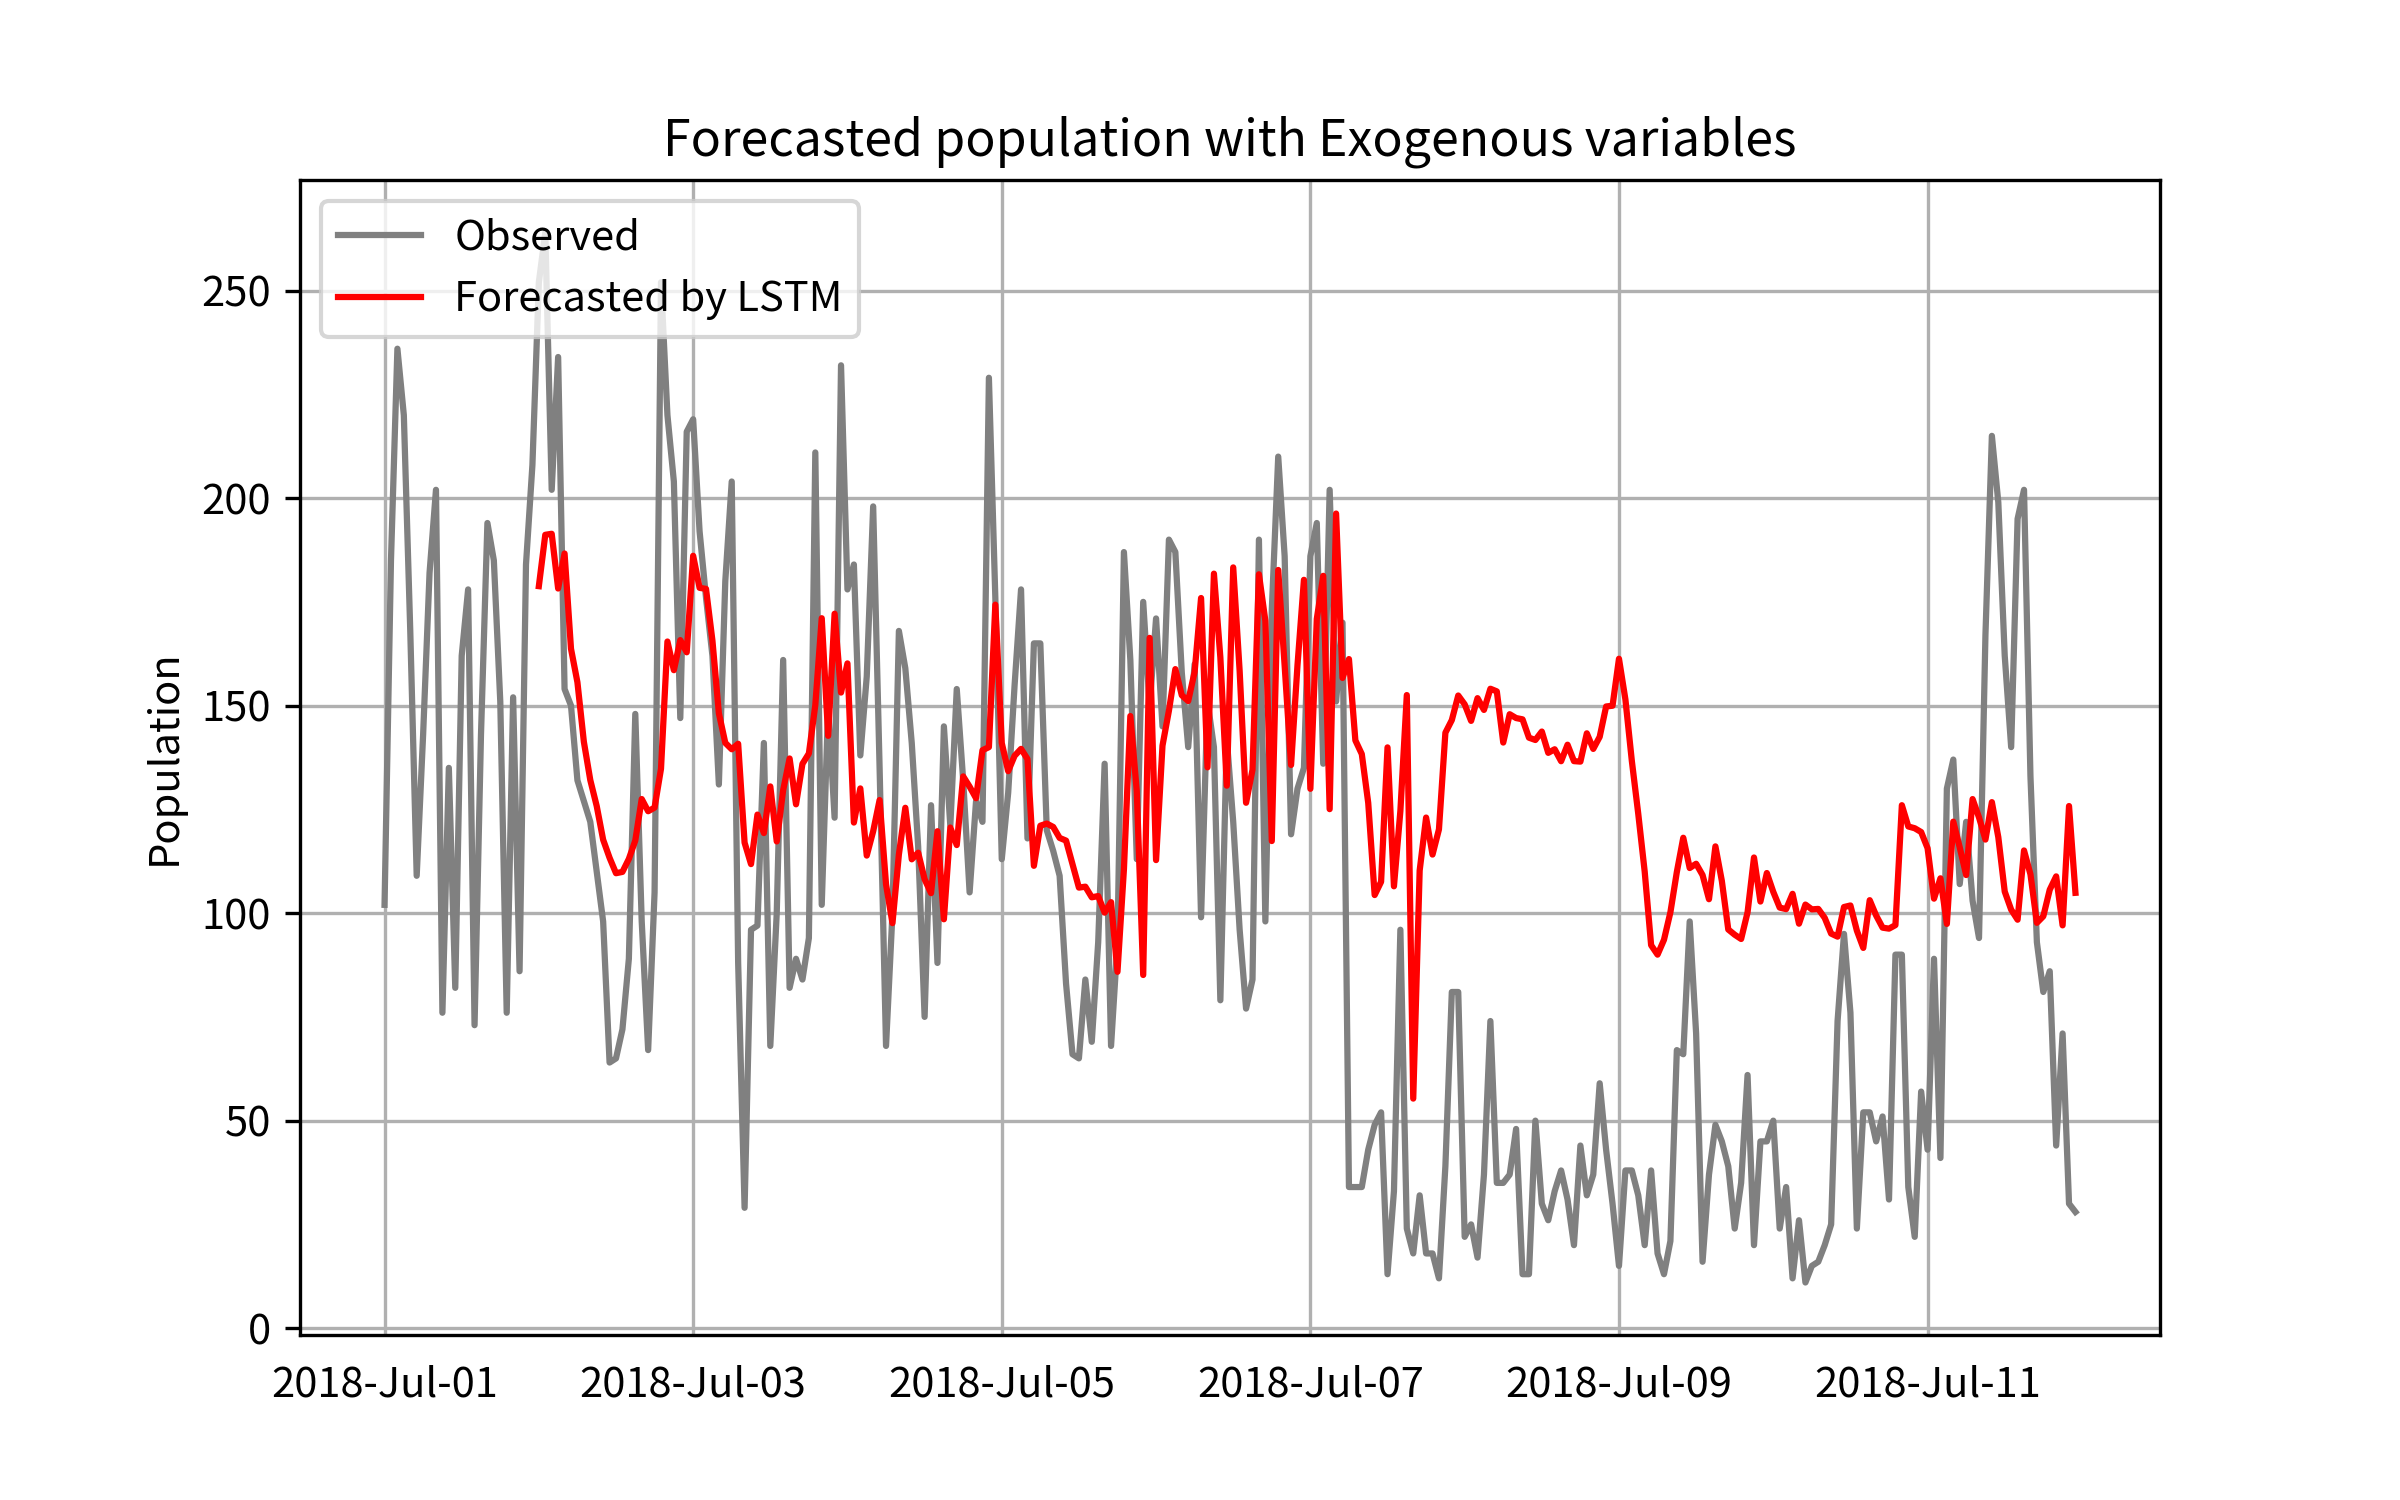 Forecasted population with Exogenous variables
Observed
Forecasted by LSTM
Population
250
200
150
100
50
0
2018-Jul-01 2018-Jul-03 2018-Jul-05 2018-Jul-07 2018-Jul-09 2018-Jul-11